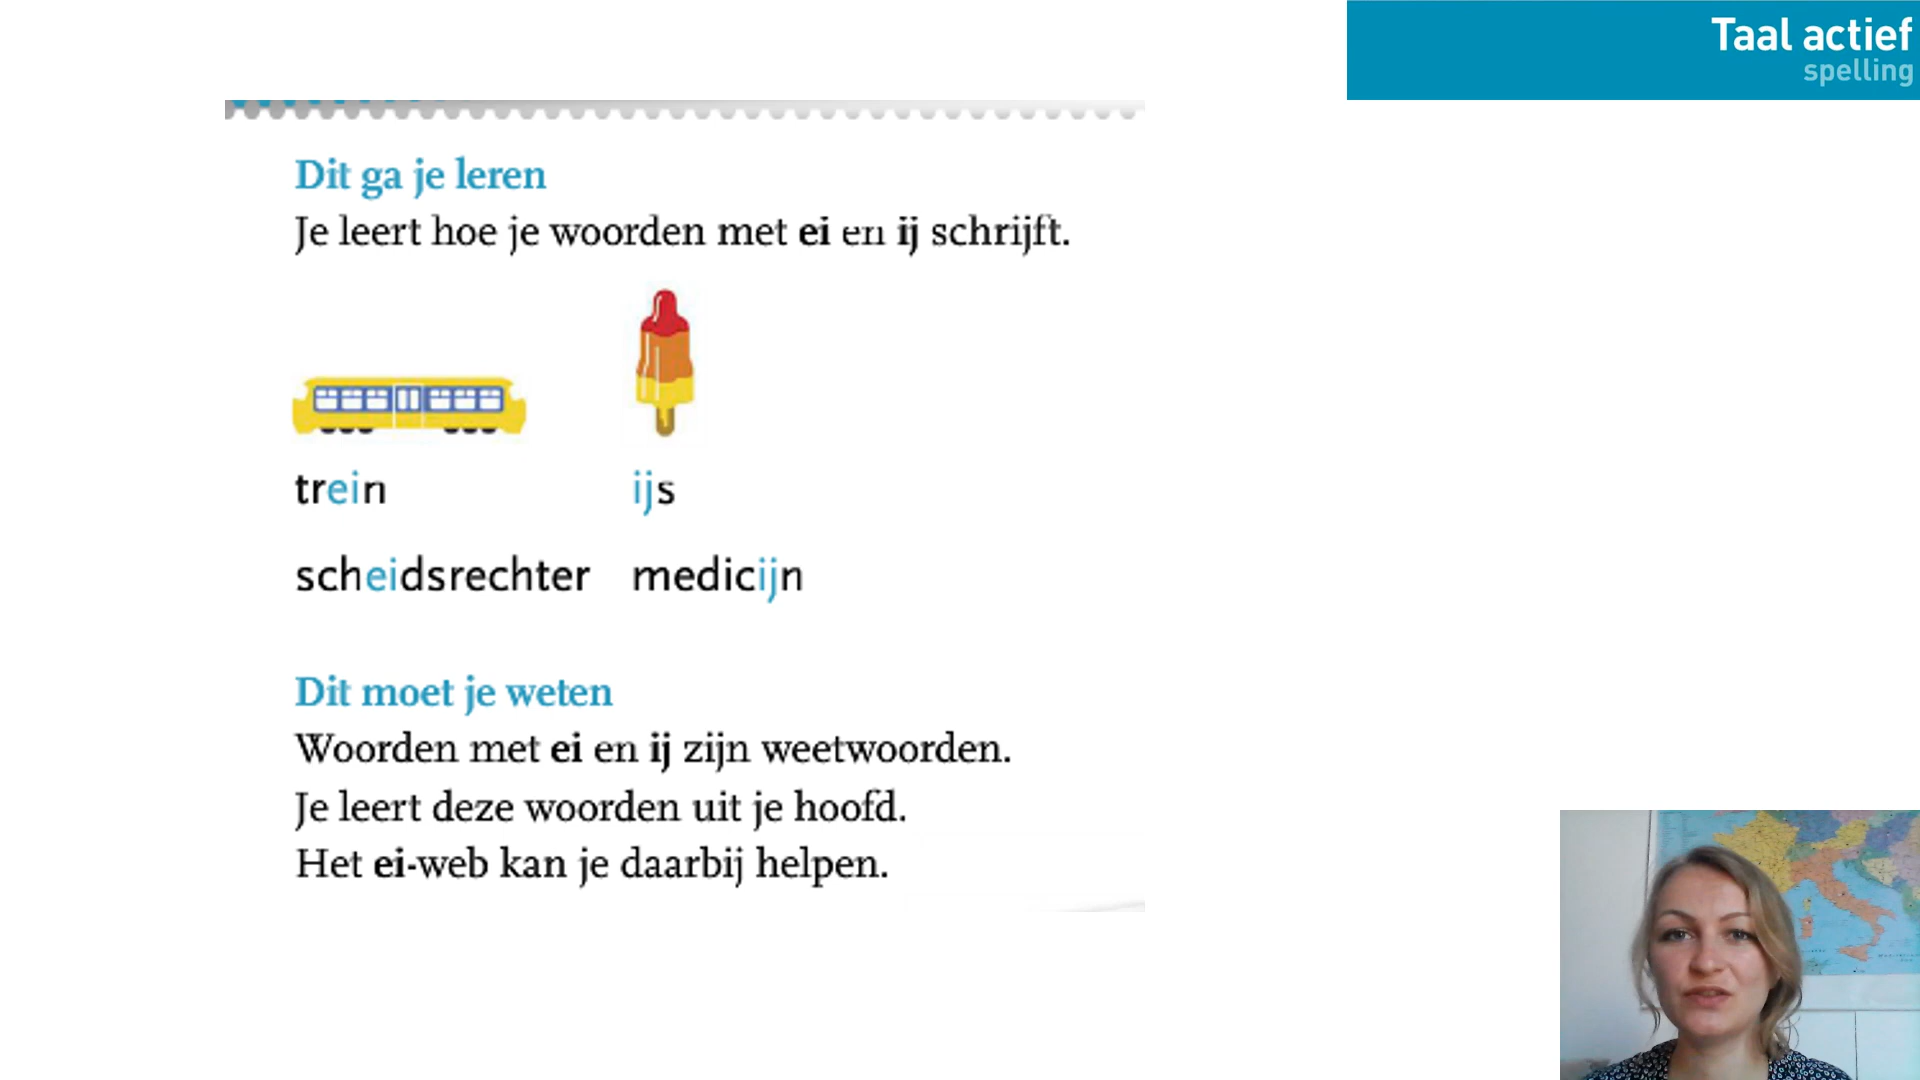 Taal actief
spelling
Dit ga je leren
Je leert hoe je woorden met ei en ij schrijft.
trein ijs
scheidsrechter medicijn
Dit moet je weten
Woorden met ei en ij zijn weetwoorden.
Je leert deze woorden uit je hoofd.
Het ei-web kan je daarbij helpen.